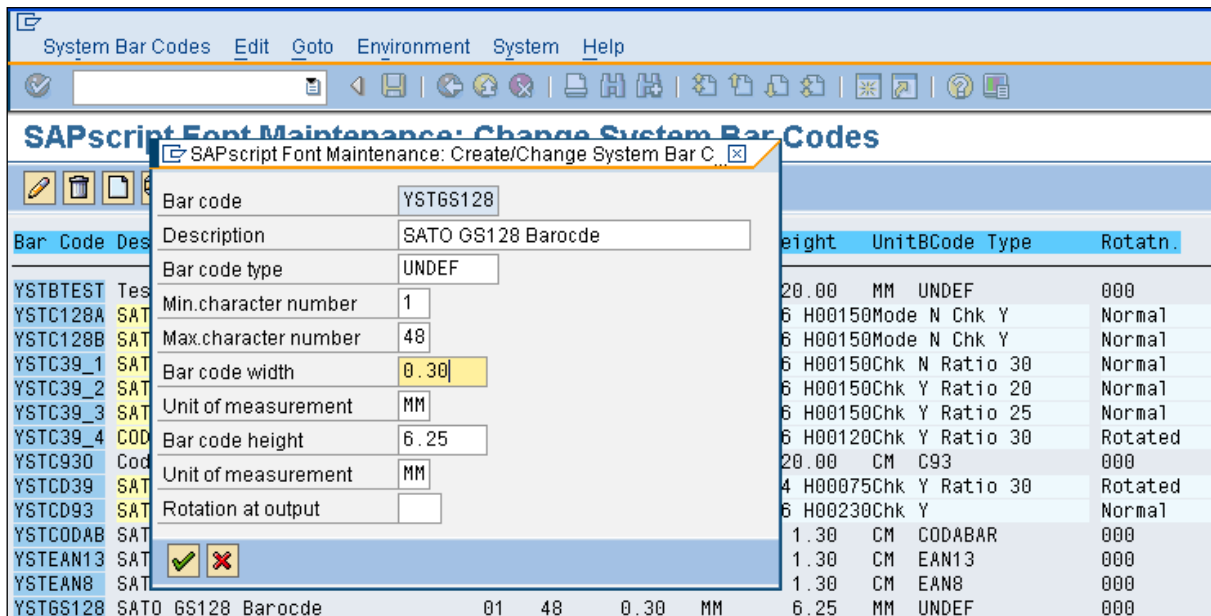 System Bar Codes Edit Goto Environment System Help
SAPscript Font Maintenance: Change System Bar Codes
SAPscript Font Maintenance: Create/Change System Bar C...
Bar code YSTGS128
Description SATO GS128 Barocde
Bar code type UNDEF
Min.character number 1
Max.character number 48
Bar code width 0.30
Unit of measurement MM
Bar code height 6.25
Unit of measurement MM
Rotation at output
Bar Code Des eight UnitBCode Type Rotatn.
YSTBTEST Tes 20.00 MM UNDEF 000
YSTC128A SAT 6 H00150Mode N Chk Y Normal
YSTC128B SAT 6 H00150Mode N Chk Y Normal
YSTC39_1 SAT 6 H00150Chk N Ratio 30 Normal
YSTC39_2 SAT 6 H00150Chk Y Ratio 20 Normal
YSTC39_3 SAT 6 H00150Chk Y Ratio 25 Normal
YSTC39_4 COD 6 H00120Chk Y Ratio 30 Rotated
YSTC930 Cod 20.00 CM C93 000
YSTCD39 SAT 4 H00075Chk Y Ratio 30 Rotated
YSTCD93 SAT 6 H00230Chk Y Normal
YSTCODAB SAT 1.30 CM CODABAR 000
YSTEAN13 SAT 1.30 CM EAN13 000
YSTEAN8 SAT 1.30 CM EAN8 000
YSTGS128 SATO GS128 Barocde 01 48 0.30 MM 6.25 MM UNDEF 000